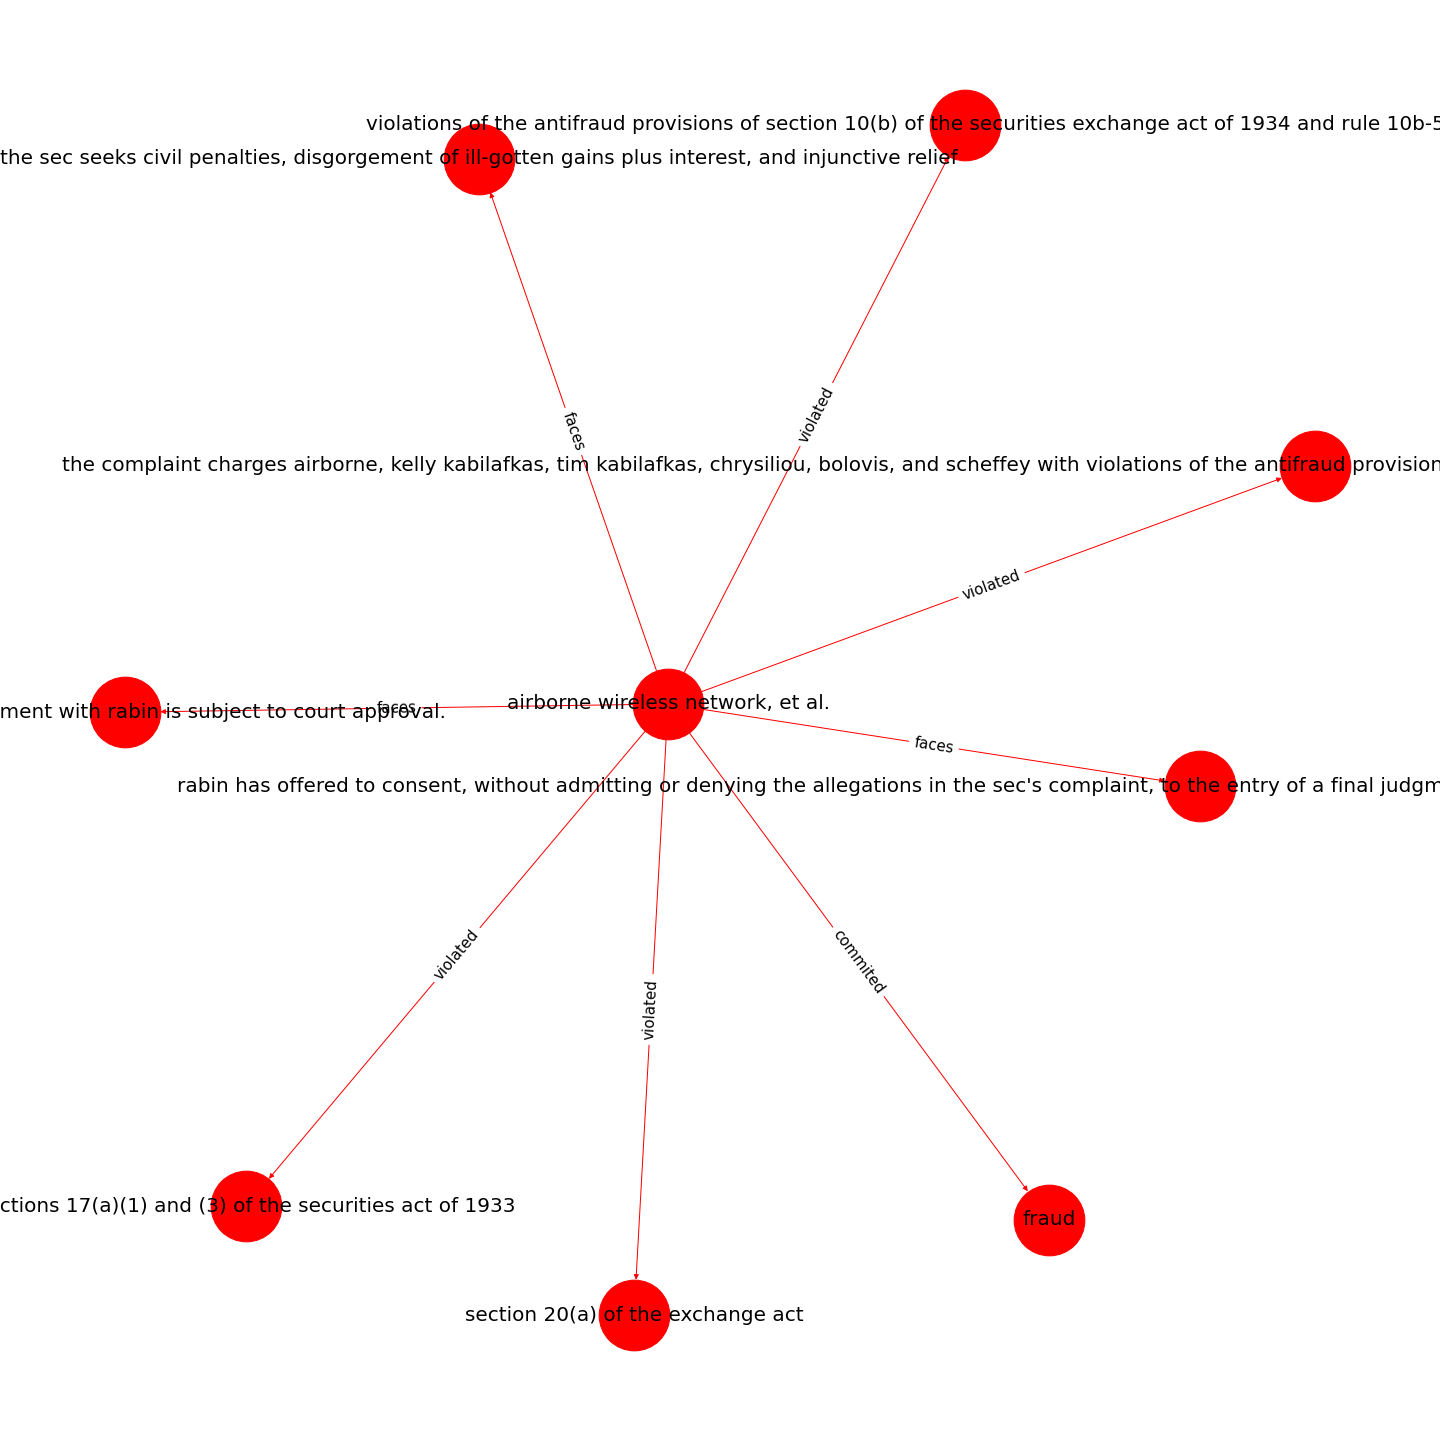 violations of the antifraud provisions of section 10(b) of the securities exchange act of 1934 and rule 10b-5
the sec seeks civil penalties, disgorgement of ill-gotten gains plus interest, and injunctive relief
violated
faces
the complaint charges airborne, kelly kabilafkas, tim kabilafkas, chrysiliou, bolovis, and scheffey with violations of the antifraud provision
violated
airborne wireless network, et al.
ment with rabin is subject to court approval.
faces
faces
rabin has offered to consent, without admitting or denying the allegations in the sec's complaint, to the entry of a final judgm
violated
commited
violated
ctions 17(a)(1) and (3) of the securities act of 1933
fraud
section 20(a) of the exchange act